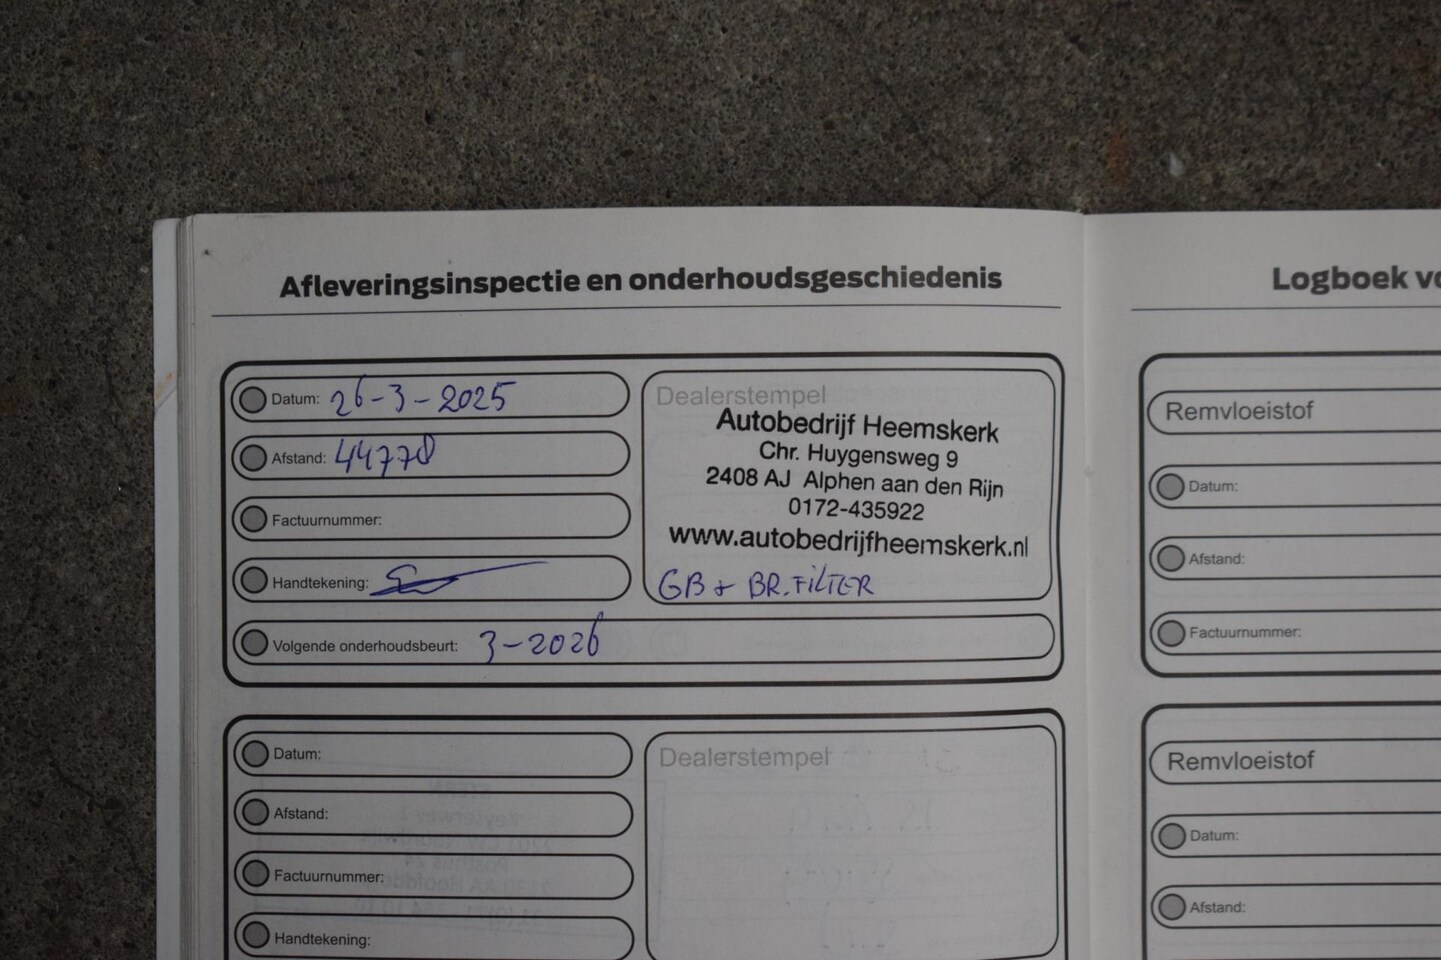 Afleveringsinspectie en onderhoudsgeschiedenis
Datum: 26-3-2025
Afstand: 44778
Factuurnummer:
Handtekening:
Volgende onderhoudsbeurt: 3-2026
Dealerstempel
Autobedrijf Heemskerk
Chr. Huygensweg 9
2408 AJ Alphen aan den Rijn
0172-435922
www.autobedrijfheemskerk.nl
GB + BR.FILTER
Datum:
Afstand:
Factuurnummer:
Handtekening:
Dealerstempel
Logboek
Remvloeistof
Datum:
Afstand:
Factuurnummer:
Remvloeistof
Datum:
Afstand: